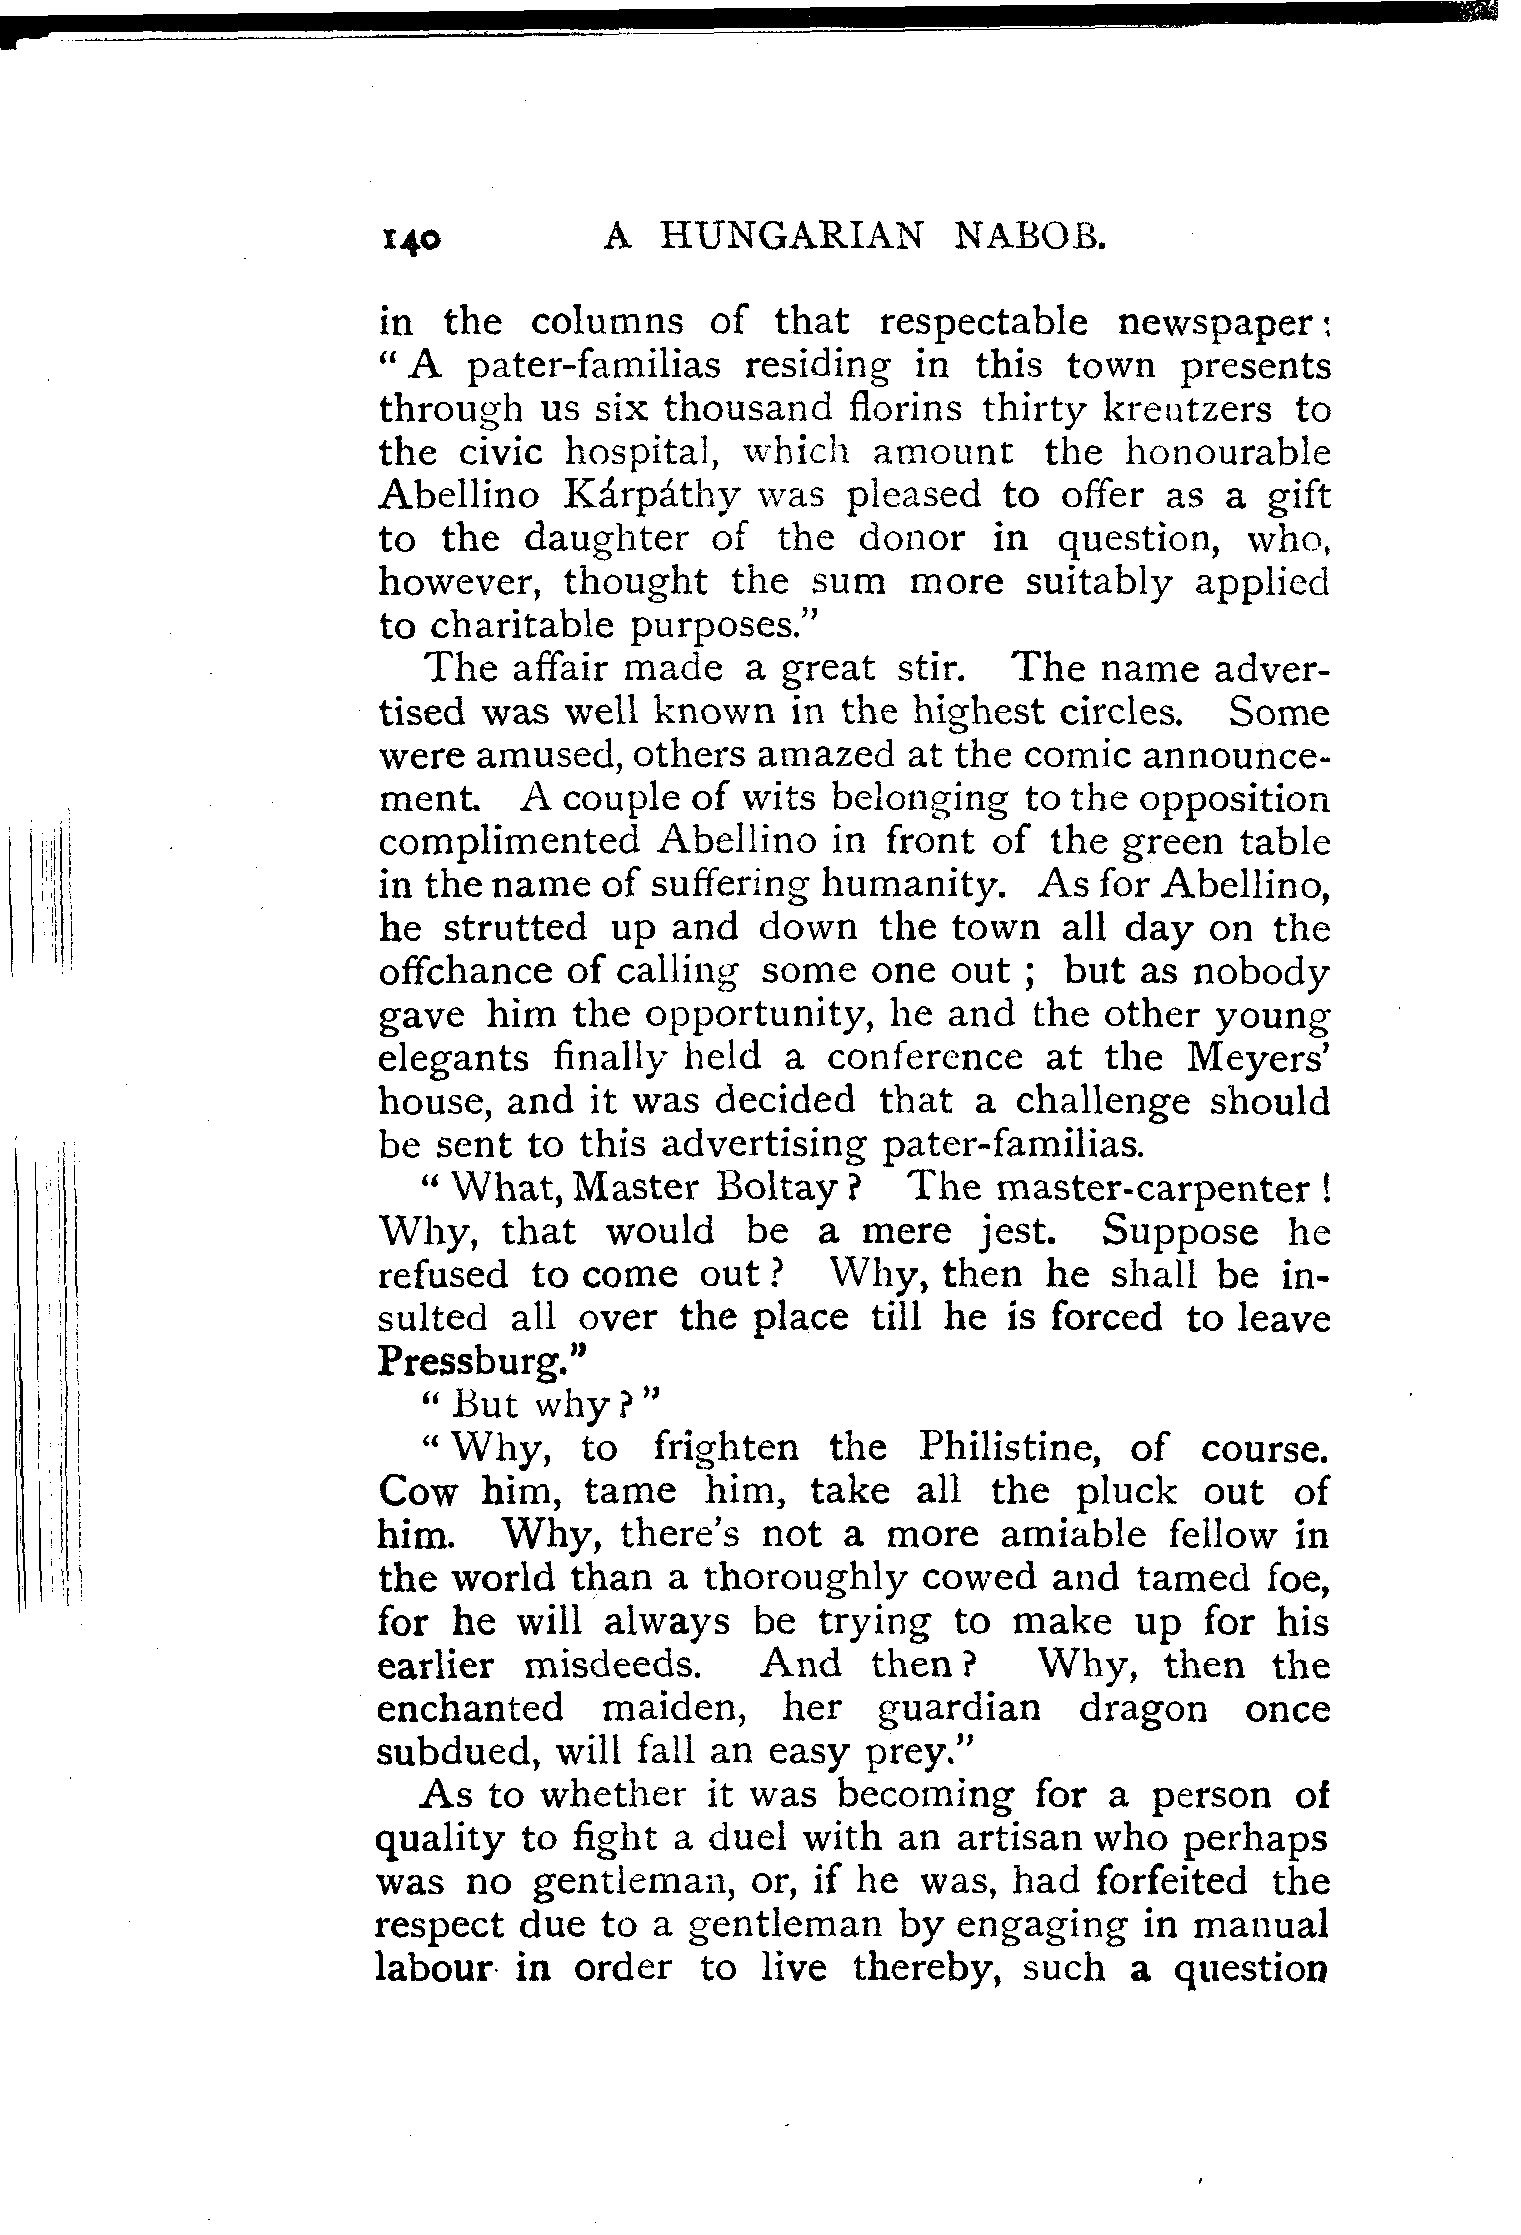 140 A HUNGARIAN NABOB.
in the columns of that respectable newspaper:
“A pater-familias residing in this town presents
through us six thousand florins thirty kreutzers to
the civic hospital, which amount the honourable
Abellino Kárpáthy was pleased to offer as a gift
to the daughter of the donor in question, who,
however, thought the sum more suitably applied
to charitable purposes.”
The affair made a great stir. The name adver-
tised was well known in the highest circles. Some
were amused, others amazed at the comic announce-
ment. A couple of wits belonging to the opposition
complimented Abellino in front of the green table
in the name of suffering humanity. As for Abellino,
he strutted up and down the town all day on the
offchance of calling some one out; but as nobody
gave him the opportunity, he and the other young
elegants finally held a conference at the Meyers’
house, and it was decided that a challenge should
be sent to this advertising pater-familias.
“What, Master Boltay? The master-carpenter!
Why, that would be a mere jest. Suppose he
refused to come out? Why, then he shall be in-
sulted all over the place till he is forced to leave
Pressburg.”
“But why?”
“Why, to frighten the Philistine, of course.
Cow him, tame him, take all the pluck out of
him. Why, there’s not a more amiable fellow in
the world than a thoroughly cowed and tamed foe,
for he will always be trying to make up for his
earlier misdeeds. And then? Why, then the
enchanted maiden, her guardian dragon once
subdued, will fall an easy prey.”
As to whether it was becoming for a person of
quality to fight a duel with an artisan who perhaps
was no gentleman, or, if he was, had forfeited the
respect due to a gentleman by engaging in manual
labour in order to live thereby, such a question